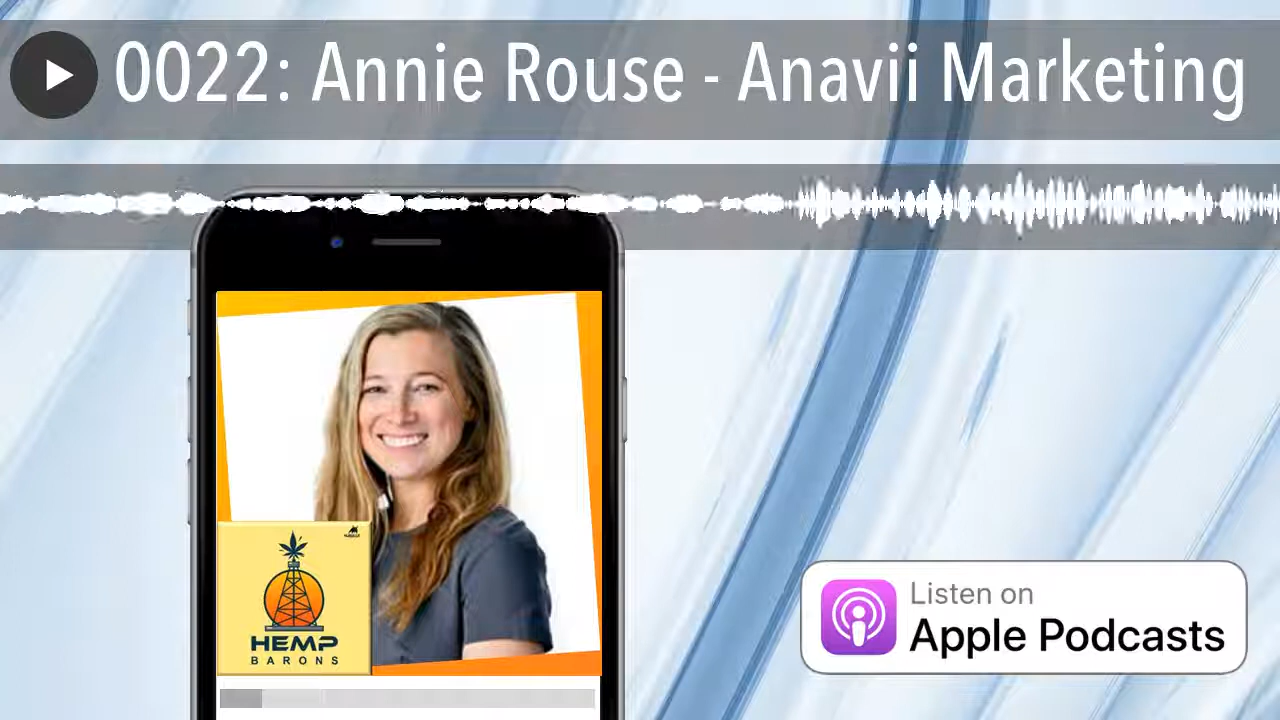 0022: Annie Rouse - Anavii Marketing
HEMP
BARONS
Listen on
Apple Podcasts